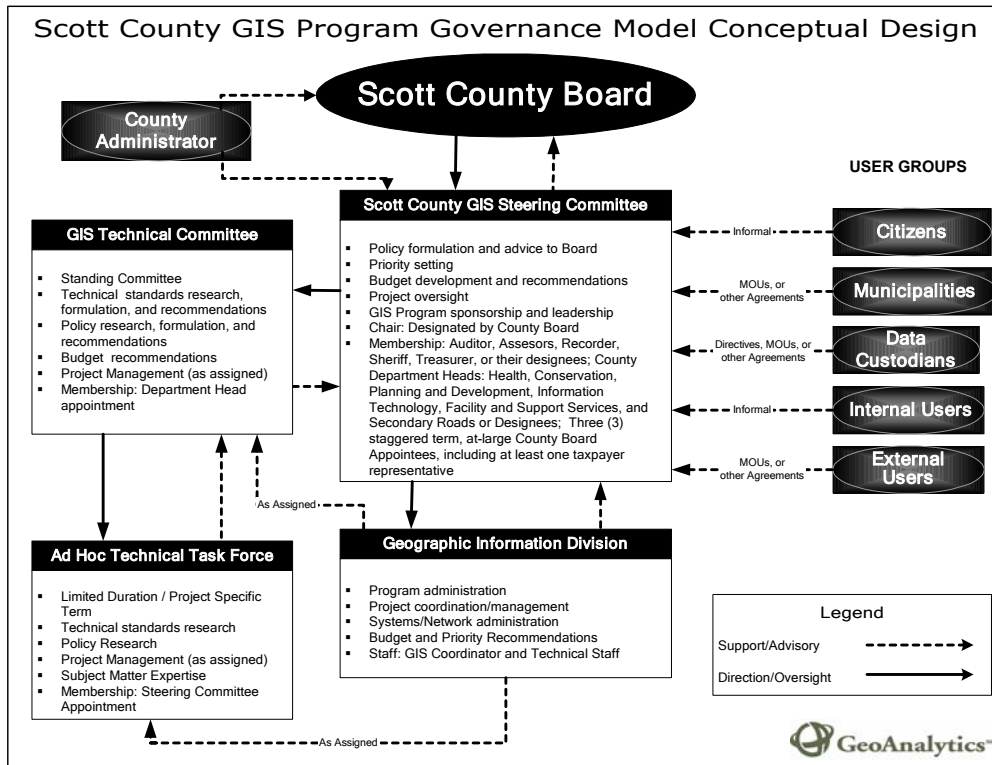 Scott County GIS Program Governance Model Conceptual Design
Scott County Board
County
Administrator
USER GROUPS
Scott County GIS Steering Committee
▪ Policy formulation and advice to Board
▪ Priority setting
▪ Budget development and recommendations
▪ Project oversight
▪ GIS Program sponsorship and leadership
▪ Chair: Designated by County Board
▪ Membership: Auditor, Assesors, Recorder,
Sheriff, Treasurer, or their designees; County
Department Heads: Health, Conservation,
Planning and Development, Information
Technology, Facility and Support Services, and
Secondary Roads or Designees; Three (3)
staggered term, at-large County Board
Appointees, including at least one taxpayer
representative
GIS Technical Committee
▪ Standing Committee
▪ Technical standards research,
formulation, and recommendations
▪ Policy research, formulation, and
recommendations
▪ Budget recommendations
▪ Project Management (as assigned)
▪ Membership: Department Head
appointment
Informal
Citizens
MOUs, or
other Agreements
Municipalities
Directives, MOUs, or
other Agreements
Data
Custodians
Informal
Internal Users
MOUs, or
other Agreements
External
Users
As Assigned
Ad Hoc Technical Task Force
▪ Limited Duration / Project Specific
Term
▪ Technical standards research
▪ Policy Research
▪ Project Management (as assigned)
▪ Subject Matter Expertise
▪ Membership: Steering Committee
Appointment
Geographic Information Division
▪ Program administration
▪ Project coordination/management
▪ Systems/Network administration
▪ Budget and Priority Recommendations
▪ Staff: GIS Coordinator and Technical Staff
As Assigned
Legend
Support/Advisory
Direction/Oversight
GeoAnalytics™